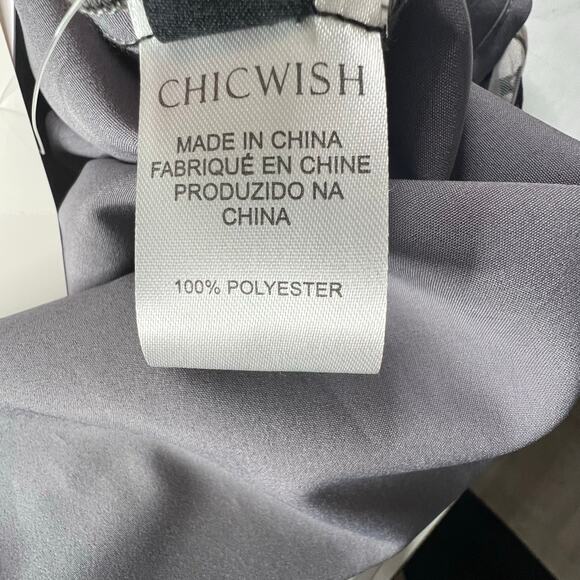 CHICWISH
MADE IN CHINA
FABRIQUÉ EN CHINE
PRODUZIDO NA
CHINA
100% POLYESTER